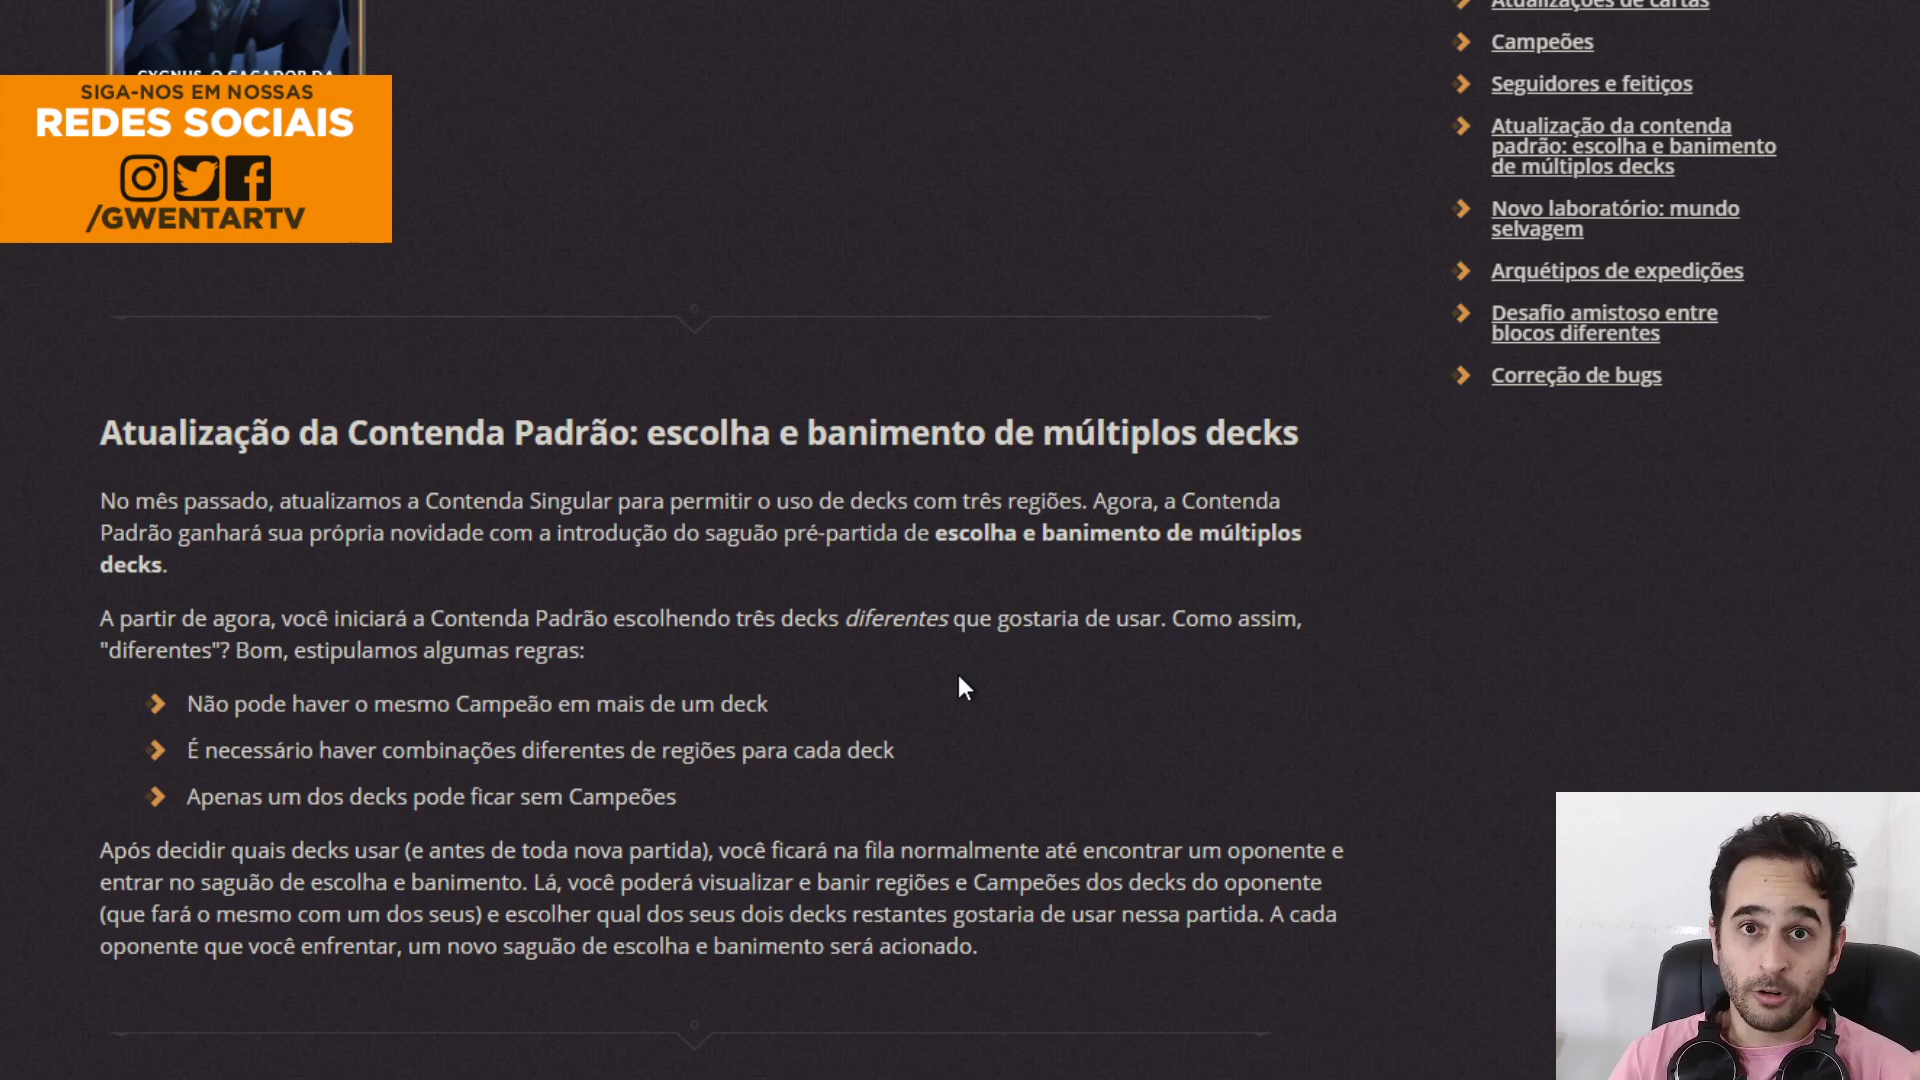 CYGNUS, O CAÇADOR DA
SIGA-NOS EM NOSSAS
REDES SOCIAIS
/GWENTARTV
Atualizações de cartas
Campeões
Seguidores e feitiços
Atualização da contenda
padrão: escolha e banimento
de múltiplos decks
Novo laboratório: mundo
selvagem
Arquétipos de expedições
Desafio amistoso entre
blocos diferentes
Correção de bugs
Atualização da Contenda Padrão: escolha e banimento de múltiplos decks
No mês passado, atualizamos a Contenda Singular para permitir o uso de decks com três regiões. Agora, a Contenda
Padrão ganhará sua própria novidade com a introdução do saguão pré-partida de escolha e banimento de múltiplos
decks.
A partir de agora, você iniciará a Contenda Padrão escolhendo três decks diferentes que gostaria de usar. Como assim,
"diferentes"? Bom, estipulamos algumas regras:
Não pode haver o mesmo Campeão em mais de um deck
É necessário haver combinações diferentes de regiões para cada deck
Apenas um dos decks pode ficar sem Campeões
Após decidir quais decks usar (e antes de toda nova partida), você ficará na fila normalmente até encontrar um oponente e
entrar no saguão de escolha e banimento. Lá, você poderá visualizar e banir regiões e Campeões dos decks do oponente
(que fará o mesmo com um dos seus) e escolher qual dos seus dois decks restantes gostaria de usar nessa partida. A cada
oponente que você enfrentar, um novo saguão de escolha e banimento será acionado.